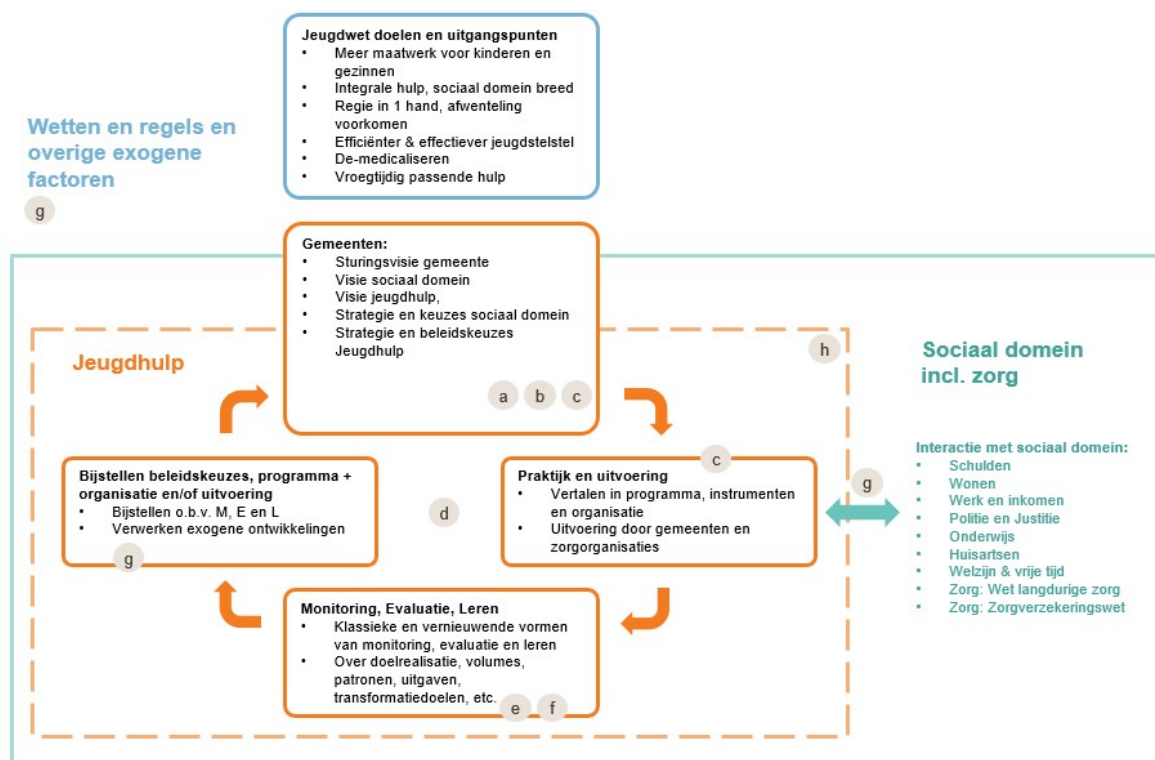 Jeugdwet doelen en uitgangspunten
• Meer maatwerk voor kinderen en
gezinnen
• Integrale hulp, sociaal domein breed
• Regie in 1 hand, afwenteling
voorkomen
• Efficiënter & effectiever jeugdstelstel
• De-medicaliseren
• Vroegtijdig passende hulp
Wetten en regels en
overige exogene
factoren
g
Gemeenten:
• Sturingsvisie gemeente
• Visie sociaal domein
• Visie jeugdhulp,
• Strategie en keuzes sociaal domein
• Strategie en beleidskeuzes
Jeugdhulp
a b c
Jeugdhulp
h
Bijstellen beleidskeuzes, programma +
organisatie en/of uitvoering
• Bijstellen o.b.v. M, E en L
• Verwerken exogene ontwikkelingen
g
d
c
Praktijk en uitvoering
• Vertalen in programma, instrumenten
en organisatie
• Uitvoering door gemeenten en
zorgorganisaties
Monitoring, Evaluatie, Leren
• Klassieke en vernieuwende vormen
van monitoring, evaluatie en leren
• Over doelrealisatie, volumes,
patronen, uitgaven,
transformatiedoelen, etc.
e f
g
Sociaal domein
incl. zorg
Interactie met sociaal domein:
• Schulden
• Wonen
• Werk en inkomen
• Politie en Justitie
• Onderwijs
• Huisartsen
• Welzijn & vrije tijd
• Zorg: Wet langdurige zorg
• Zorg: Zorgverzekeringswet